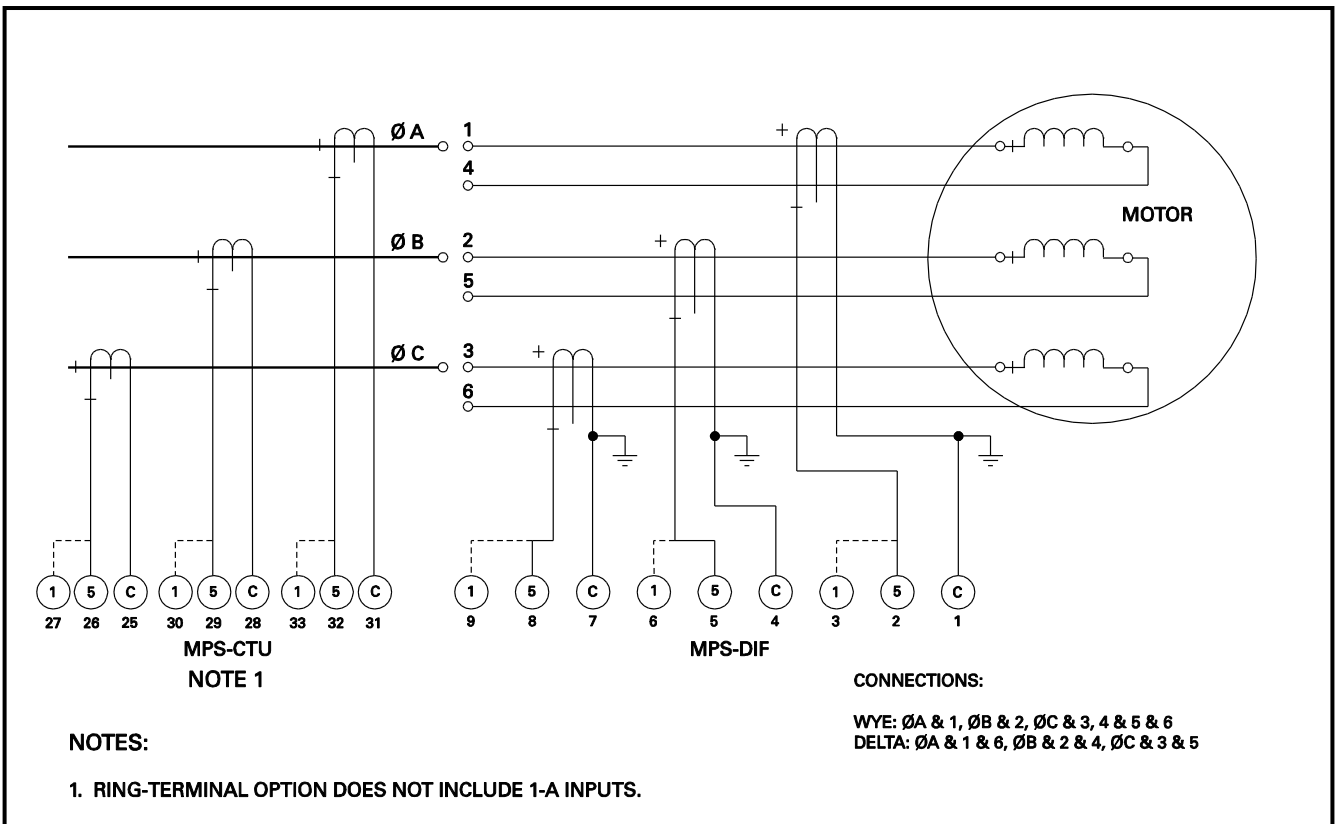 ØA 1
4
MOTOR
ØB 2
5
ØC 3
6
1 5 C 1 5 C 1 5 C 1 5 C 1 5 C 1 5 C
27 26 25 30 29 28 33 32 31 9 8 7 6 5 4 3 2 1
MPS-CTU MPS-DIF
NOTE 1
CONNECTIONS:
WYE: ØA & 1, ØB & 2, ØC & 3, 4 & 5 & 6
DELTA: ØA & 1 & 6, ØB & 2 & 4, ØC & 3 & 5
NOTES:
1. RING-TERMINAL OPTION DOES NOT INCLUDE 1-A INPUTS.